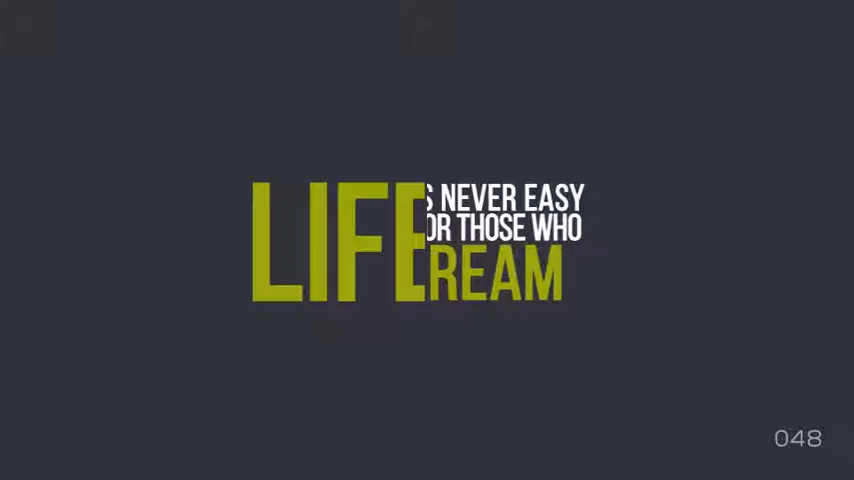 LIFE
S NEVER EASY
OR THOSE WHO
REAM
048